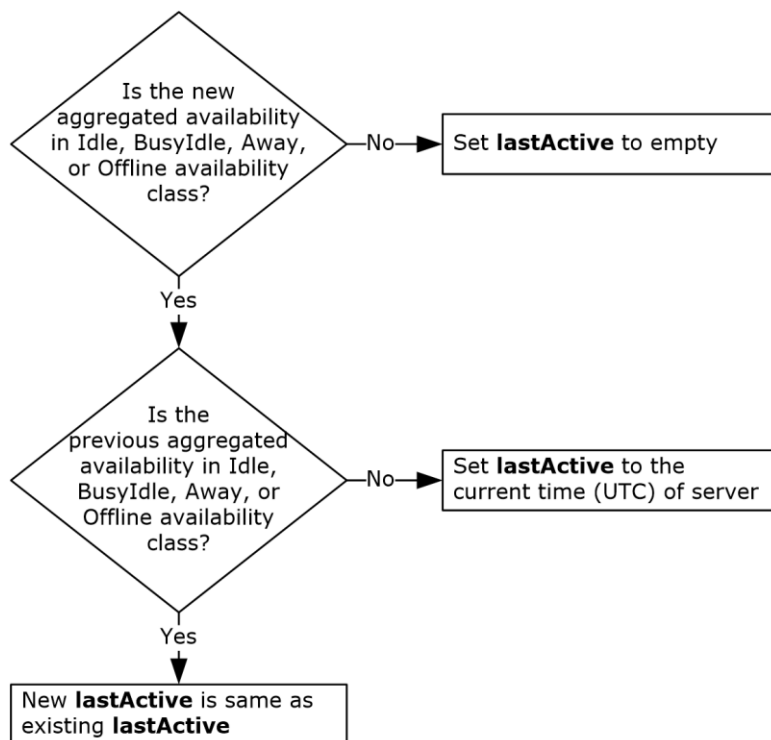 Is the new
aggregated availability
in Idle, BusyIdle, Away,
or Offline availability
class?
No
Set lastActive to empty
Yes
Is the
previous aggregated
availability in Idle,
BusyIdle, Away, or
Offline availability
class?
No
Set lastActive to the
current time (UTC) of server
Yes
New lastActive is same as
existing lastActive